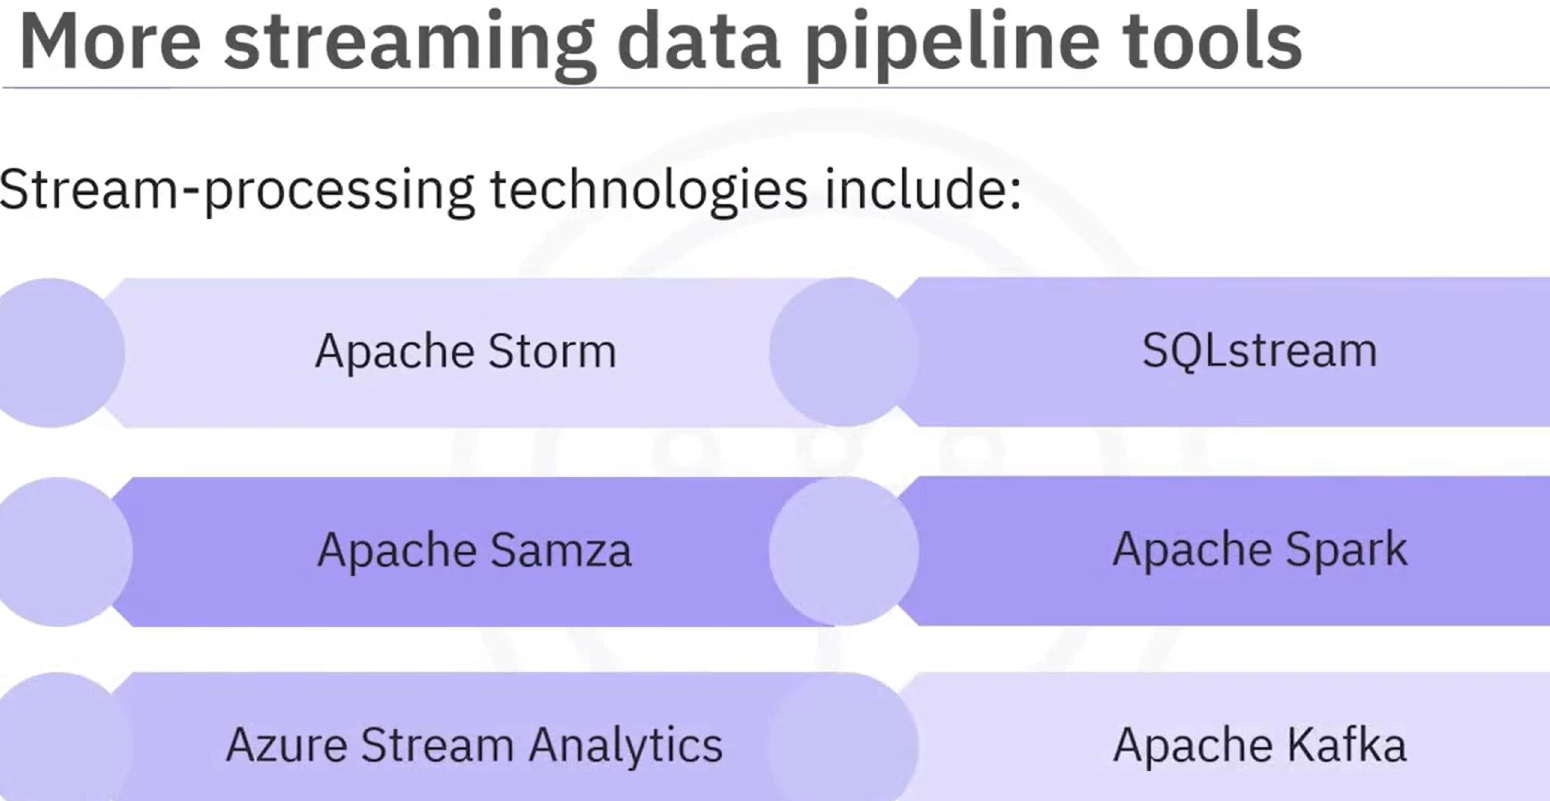 More streaming data pipeline tools
Stream-processing technologies include:
Apache Storm
SQLstream
Apache Samza
Apache Spark
Azure Stream Analytics
Apache Kafka